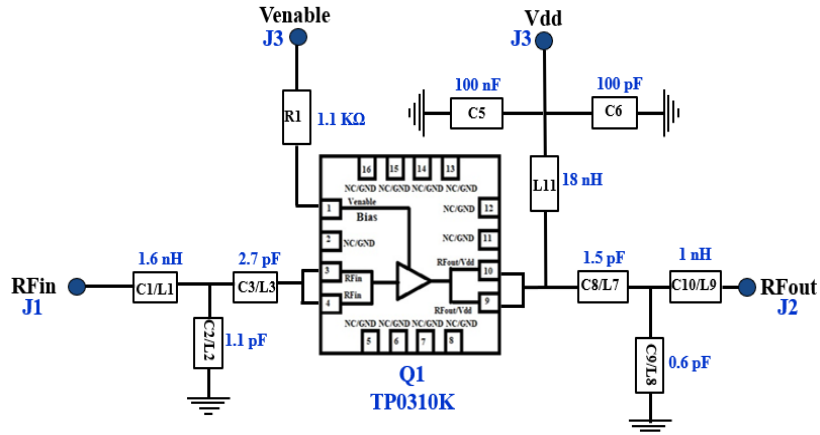 Venable
J3
Vdd
J3
100 nF
C5
100 pF
C6
R1
1.1 KΩ
16
15
14
13
NC/GND NC/GND NC/GND NC/GND
L11
18 nH
1
Venable
Bias
NC/GND
12
2
NC/GND
NC/GND
11
RFin
J1
1.6 nH
C1/L1
2.7 pF
C3/L3
3
RFin
4
RFin
RFout/Vdd
10
RFout/Vdd
9
1.5 pF
C8/L7
1 nH
C10/L9
RFout
J2
C2/L2
1.1 pF
NC/GND NC/GND NC/GND NC/GND
5
6
7
8
C9/L8
0.6 pF
Q1
TP0310K